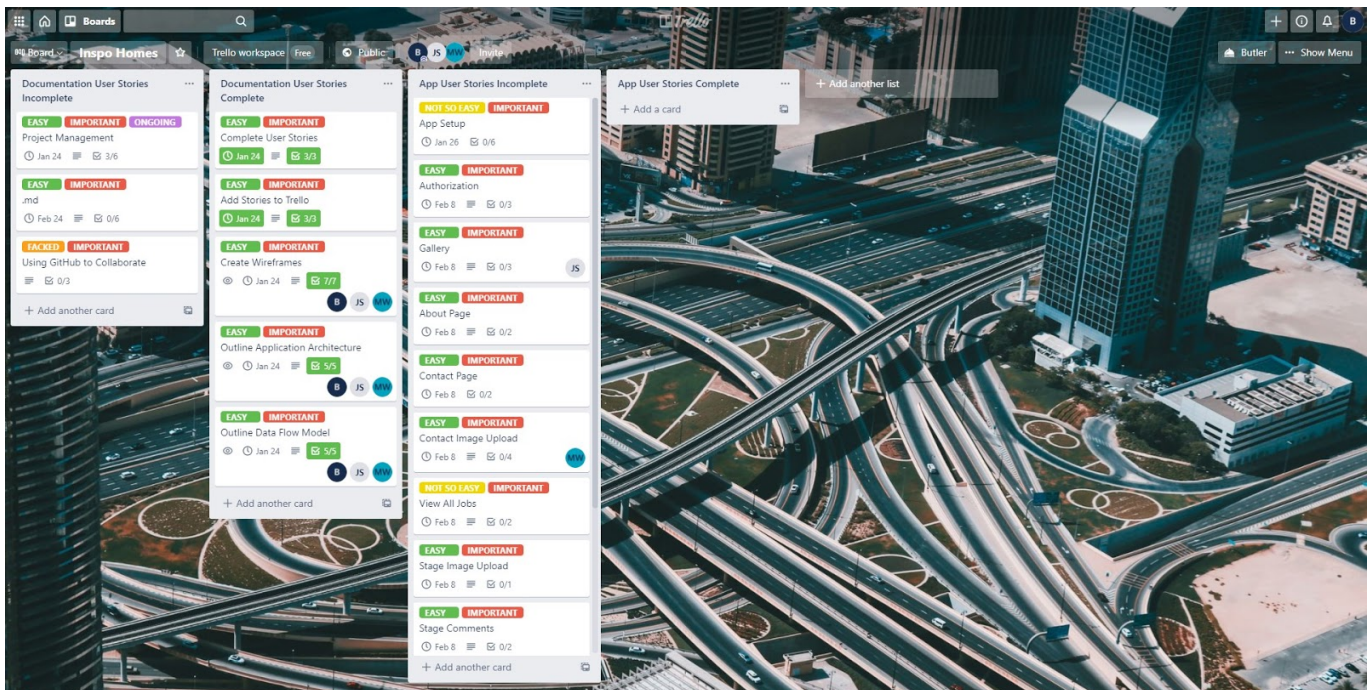 Boards
Trello
B
Board
Inspo Homes
Trello workspace Free
Public
B JS MW
Invite
Butler
... Show Menu
Documentation User Stories
Incomplete
...
EASY IMPORTANT ONGOING
Project Management
Jan 24 3/6
EASY IMPORTANT
.md
Feb 24 0/6
FACKED IMPORTANT
Using GitHub to Collaborate
0/3
+ Add another card
Documentation User Stories
Complete
...
EASY IMPORTANT
Complete User Stories
Jan 24 3/3
EASY IMPORTANT
Add Stories to Trello
Jan 24 3/3
EASY IMPORTANT
Create Wireframes
Jan 24 7/7
B JS MW
EASY IMPORTANT
Outline Application Architecture
Jan 24 5/5
B JS MW
EASY IMPORTANT
Outline Data Flow Model
Jan 24 5/5
B JS MW
+ Add another card
App User Stories Incomplete ...
NOT SO EASY IMPORTANT
App Setup
Jan 26 0/6
EASY IMPORTANT
Authorization
Feb 8 0/3
EASY IMPORTANT
Gallery
Feb 8 0/3
JS
EASY IMPORTANT
About Page
Feb 8 0/2
EASY IMPORTANT
Contact Page
Feb 8 0/2
EASY IMPORTANT
Contact Image Upload
Feb 8 0/4
MW
NOT SO EASY IMPORTANT
View All Jobs
Feb 8 0/2
EASY IMPORTANT
Stage Image Upload
Feb 8 0/1
EASY IMPORTANT
Stage Comments
Feb 8 0/2
+ Add another card
App User Stories Complete ...
+ Add a card
+ Add another list